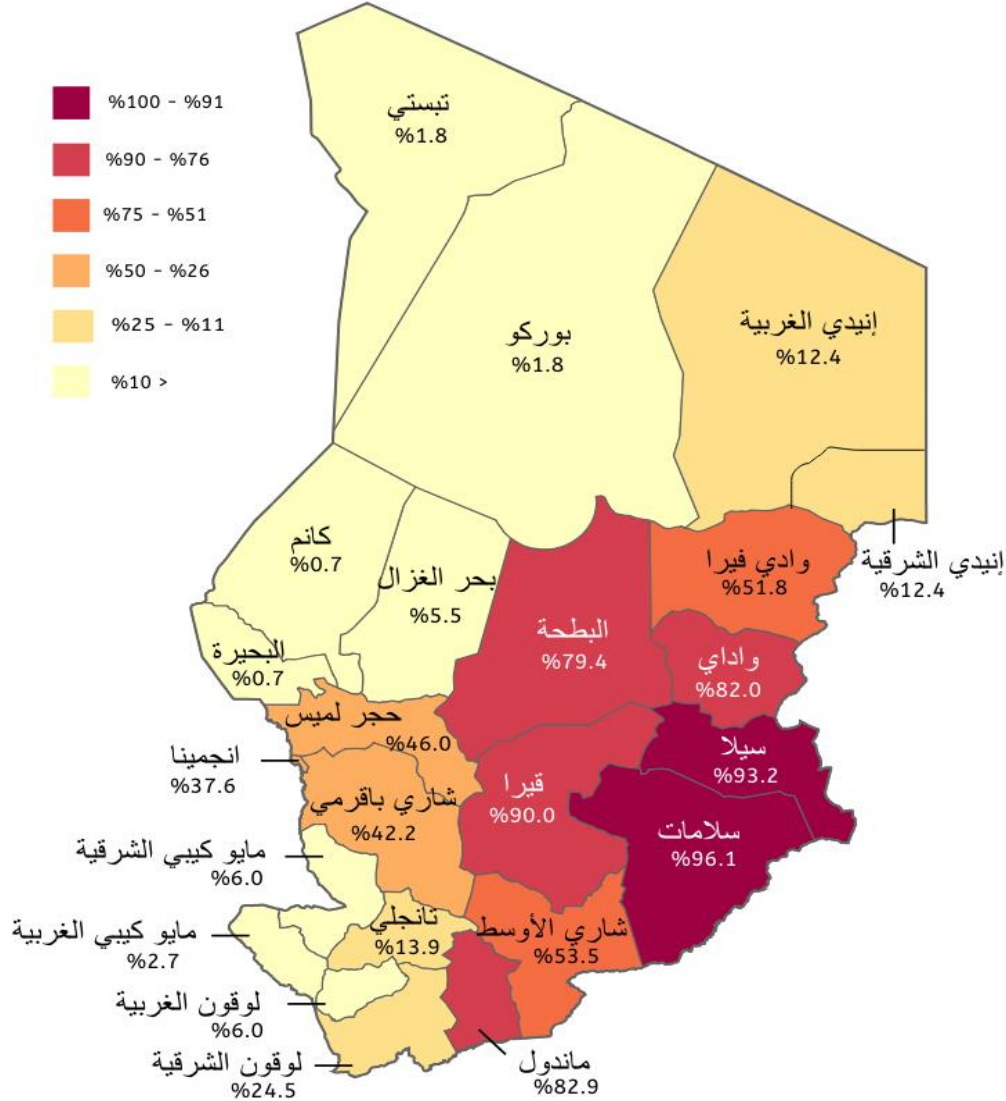 %100 - %91
%90 - %76
%75 - %51
%50 - %26
%25 - %11
%10 >
تبستي
%1.8
بوركو
%1.8
إنيدي الغربية
%12.4
إنيدي الشرقية
%12.4
كانم
%0.7
بحر الغزال
%5.5
وادي فيرا
%51.8
البطحة
%79.4
البحيرة
%0.7
واداي
%82.0
حجر لميس
%46.0
سيلا
%93.2
انجمينا
%37.6
قيرا
%90.0
شاري باقرمي
%42.2
سلامات
%96.1
مايو كيبي الشرقية
%6.0
تانجلي
%13.9
شاري الأوسط
%53.5
مايو كيبي الغربية
%2.7
لوقون الغربية
%6.0
لوقون الشرقية
%24.5
ماندول
%82.9